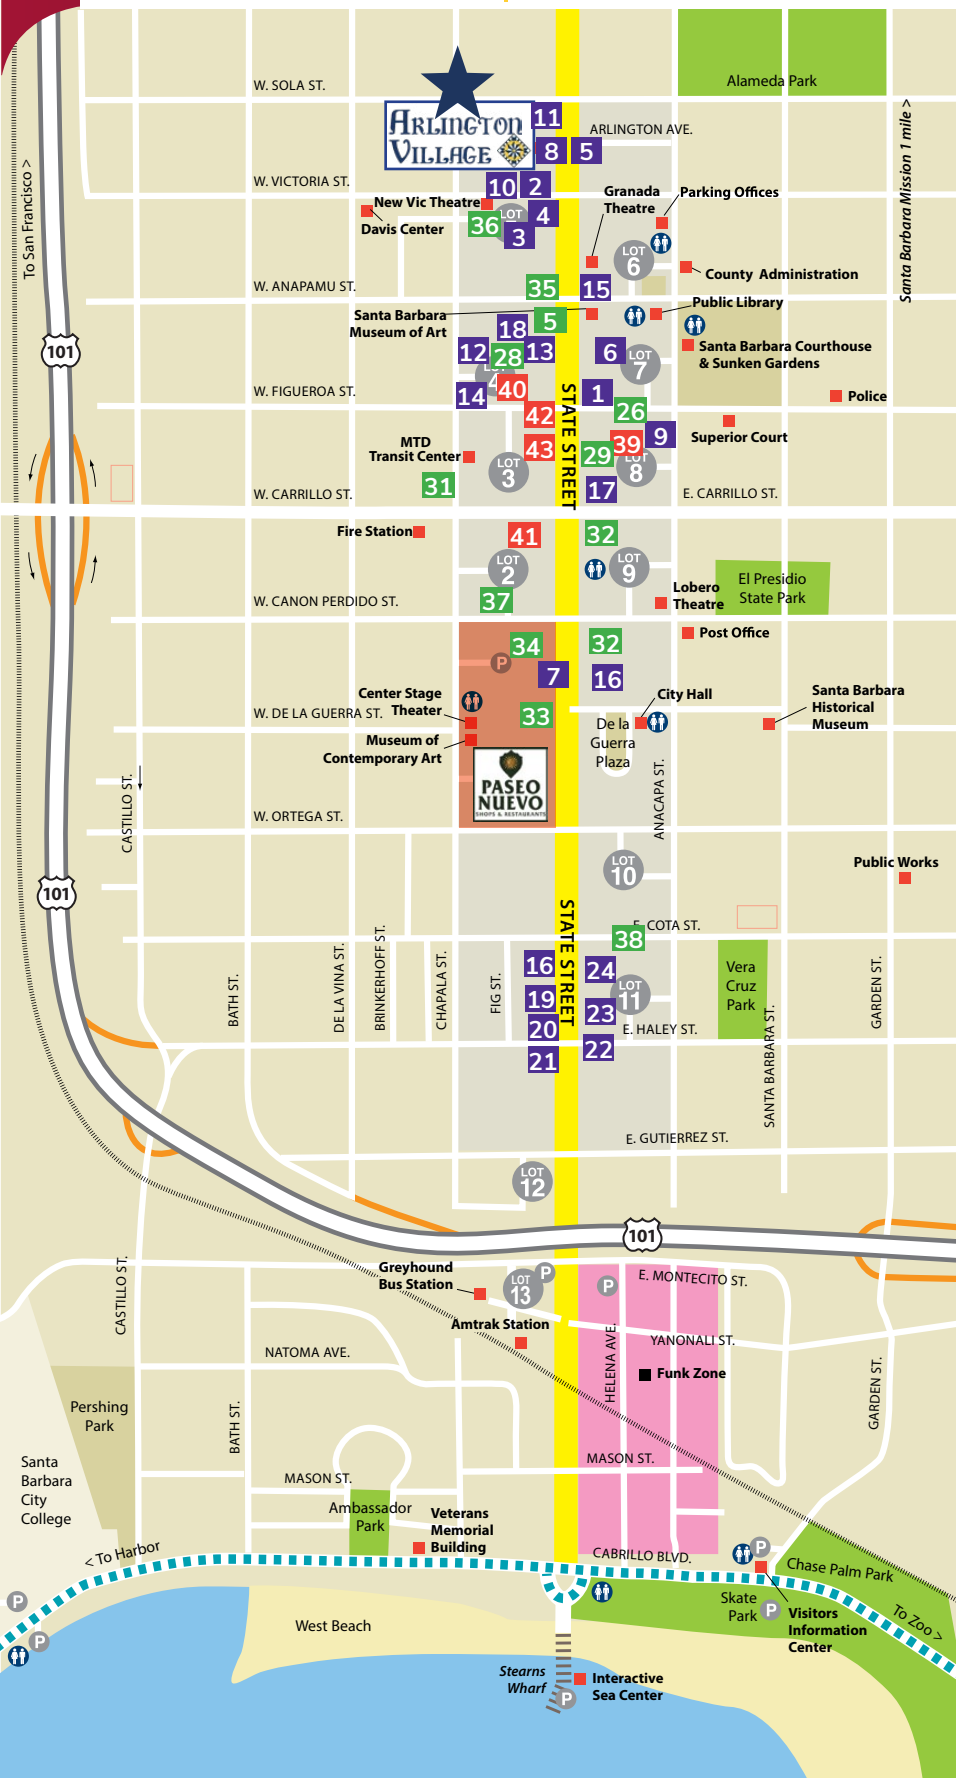 Alameda Park
W. SOLA ST.
Santa Barbara Mission 1 mile >
ARLINGTON
VILLAGE
11
ARLINGTON AVE.
8
5
To San Francisco >
W. VICTORIA ST.
10
2
Granada
Theatre
Parking Offices
New Vic Theatre
Davis Center
36
LOT
4
3
LOT
6
County Administration
W. ANAPAMU ST.
35
15
Public Library
Santa Barbara
Museum of Art
18
5
101
12
28
13
6
LOT
7
Santa Barbara Courthouse
& Sunken Gardens
W. FIGUEROA ST.
14
LOT
4
40
STATE STREET
1
Police
42
26
Superior Court
MTD
Transit Center
43
29
39
9
LOT
3
LOT
8
31
W. CARRILLO ST.
17
E. CARRILLO ST.
Fire Station
41
32
LOT
2
LOT
9
El Presidio
State Park
W. CANON PERDIDO ST.
37
Lobero
Theatre
34
32
Post Office
P
7
16
Center Stage
Theater
City Hall
Santa Barbara
Historical
Museum
W. DE LA GUERRA ST.
33
De la
Guerra
Plaza
Museum of
Contemporary Art
PASEO
NUEVO
SHOPS & RESTAURANTS
CASTILLO ST.
ANACAPA ST.
W. ORTEGA ST.
101
LOT
10
Public Works
STATE STREET
E. COTA ST.
38
BATH ST.
DE LA VINA ST.
BRINKERHOFF ST.
CHAPALA ST.
FIG ST.
16
24
Vera
Cruz
Park
GARDEN ST.
19
LOT
11
23
20
E. HALEY ST.
SANTA BARBARA ST.
21
22
E. GUTIERREZ ST.
LOT
12
101
CASTILLO ST.
Greyhound
Bus Station
LOT
13
P
P
E. MONTECITO ST.
Amtrak Station
HELENA AVE.
YANONALI ST.
NATOMA AVE.
Funk Zone
GARDEN ST.
Pershing
Park
BATH ST.
Santa
Barbara
City
College
MASON ST.
MASON ST.
Ambassador
Park
Veterans
Memorial
Building
< To Harbor
CABRILLO BLVD.
P
Chase Palm Park
P
P
West Beach
Skate
Park
P
Visitors
Information
Center
To Zoo >
Stearns
Wharf
Interactive
Sea Center
P